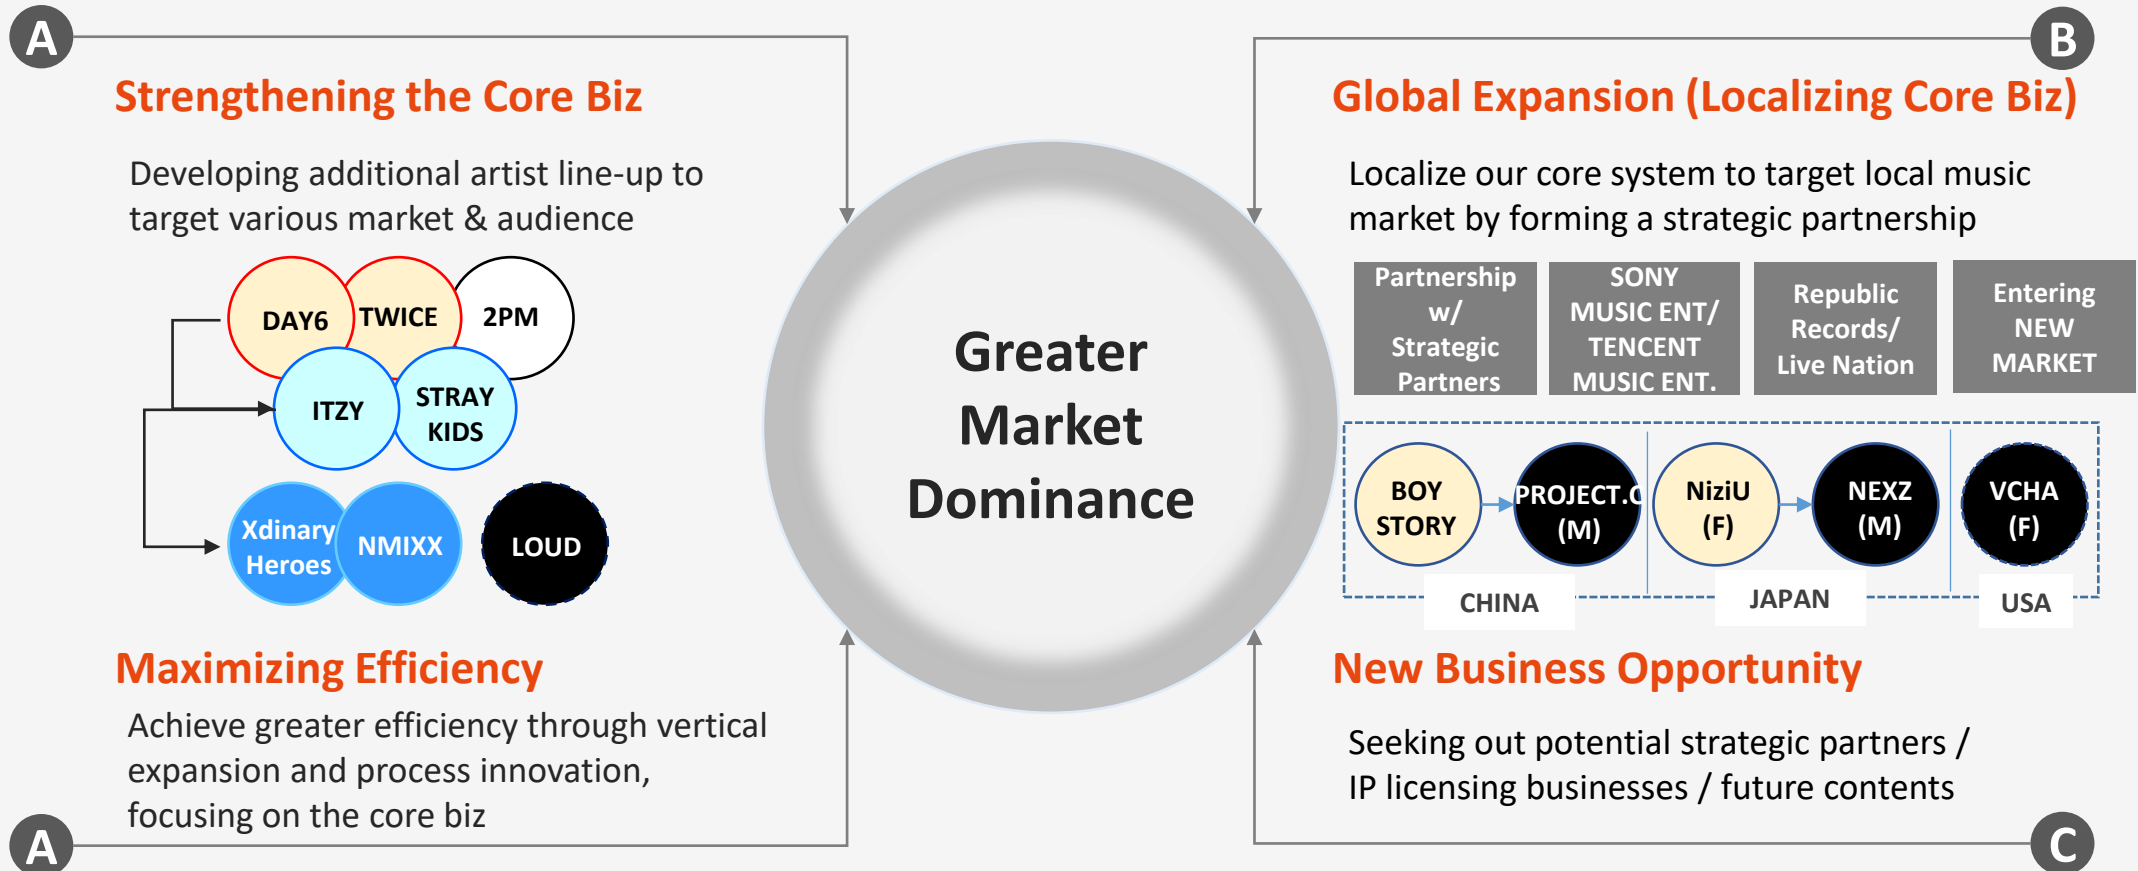 A
Strengthening the Core Biz
Developing additional artist line-up to
target various market & audience
DAY6
TWICE
2PM
ITZY
STRAY
KIDS
Xdinary
Heroes
NMIXX
LOUD
A
Maximizing Efficiency
Achieve greater efficiency through vertical
expansion and process innovation,
focusing on the core biz
Greater
Market
Dominance
B
Global Expansion (Localizing Core Biz)
Localize our core system to target local music
market by forming a strategic partnership
Partnership
w/
Strategic
Partners
SONY
MUSIC ENT/
TENCENT
MUSIC ENT.
Republic
Records/
Live Nation
Entering
NEW
MARKET
BOY
STORY
PROJECT.C
(M)
NiziU
(F)
NEXZ
(M)
VCHA
(F)
CHINA
JAPAN
USA
C
New Business Opportunity
Seeking out potential strategic partners /
IP licensing businesses / future contents